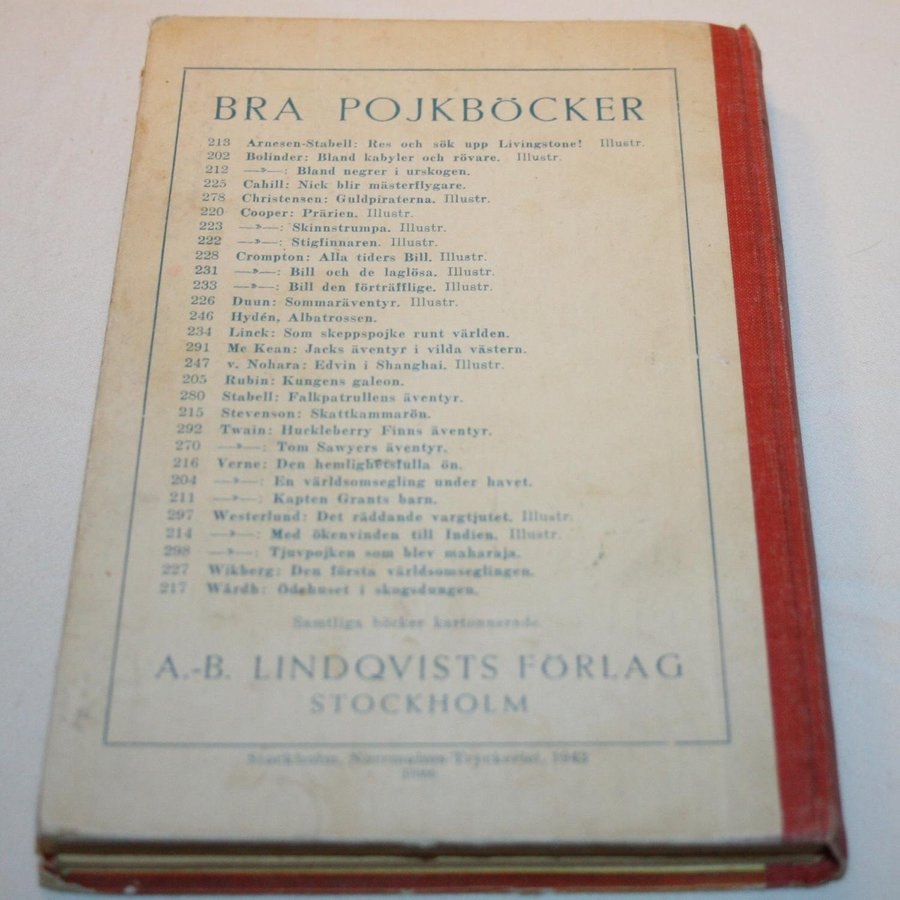 BRA POJKBÖCKER
213 Arnesen-Stabell: Res och sök upp Livingstone! Illustr.
202 Bolinder: Bland kabyler och rövare. Illustr.
212 —»—: Bland negrer i urskogen.
225 Cahill: Nick blir mästerflygare.
278 Christensen: Guldpiraterna. Illustr.
220 Cooper: Prärien. Illustr.
223 —»—: Skinnstrumpa. Illustr.
222 —»—: Stigfinnaren. Illustr.
228 Crompton: Alla tiders Bill. Illustr.
231 —»—: Bill och de laglösa. Illustr.
233 —»—: Bill den förträfflige. Illustr.
226 Duun: Sommaräventyr. Illustr.
246 Hydén, Albatrossen.
234 Linck: Som skeppspojke runt världen.
291 Mc Kean: Jacks äventyr i vilda västern.
247 v. Nohara: Edvin i Shanghai. Illustr.
205 Rubin: Kungens galeon.
280 Stabell: Falkpatrullens äventyr.
215 Stevenson: Skattkammarön.
292 Twain: Huckleberry Finns äventyr.
270 —»—: Tom Sawyers äventyr.
216 Verne: Den hemlighetsfulla ön.
204 —»—: En världsomsegling under havet.
211 —»—: Kapten Grants barn.
297 Westerlund: Det räddande vargtjutet. Illustr.
214 —»—: Med ökenvinden till Indien. Illustr.
298 —»—: Tjuvpojken som blev maharaja.
227 Wikberg: Den första världsomseglingen.
217 Wårdh: Ödehuset i skogsdungen.
Samtliga böcker kartonnerade.
A.-B. LINDQVISTS FÖRLAG
STOCKHOLM
Stockholm, Nutemalms Tryckeri